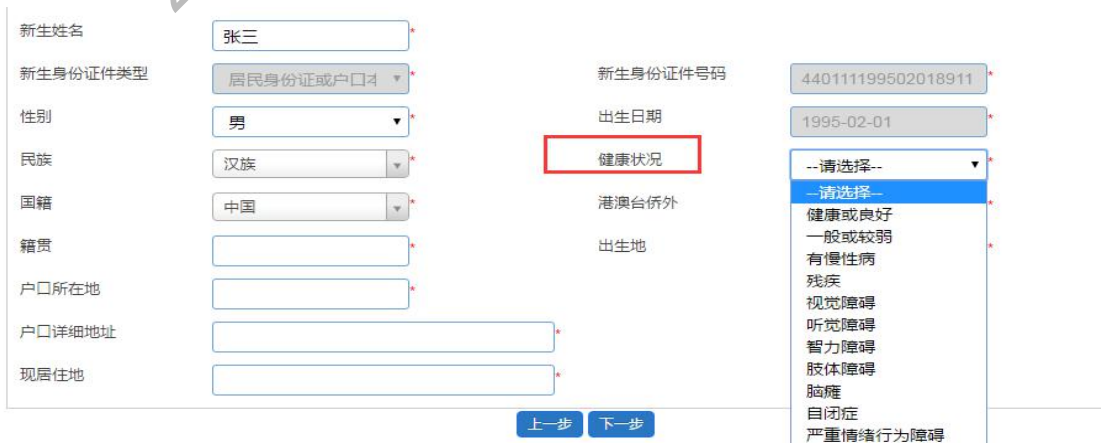 新生姓名 张三 *
新生身份证件类型 居民身份证或户口本 * 新生身份证件号码 440111199502018911 *
性别 男 * 出生日期 1995-02-01 *
民族 汉族 * 健康状况 --请选择-- *
国籍 中国 * 港澳台侨外 *
籍贯 * 出生地 *
户口所在地 *
户口详细地址 *
现居住地 *
--请选择--
健康或良好
一般或较弱
有慢性病
残疾
视觉障碍
听觉障碍
智力障碍
肢体障碍
脑瘫
自闭症
严重情绪行为障碍
上一步 下一步